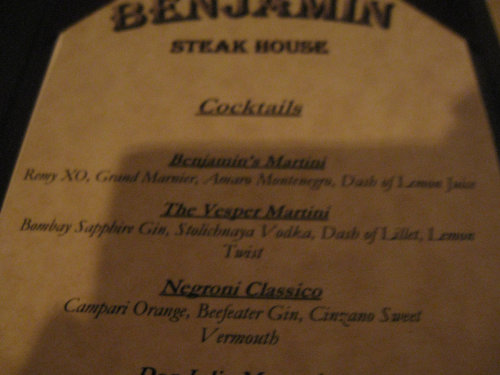 BENJAMIN
STEAK HOUSE
Cocktails
Benjamin's Martini
Remy XO, Grand Marnier, Amaro Montenegro, Dash of Lemon Juice
The Vesper Martini
Bombay Sapphire Gin, Stolichnaya Vodka, Dash of Lillet, Lemon
Twist
Negroni Classico
Campari Orange, Beefeater Gin, Cinzano Sweet
Vermouth